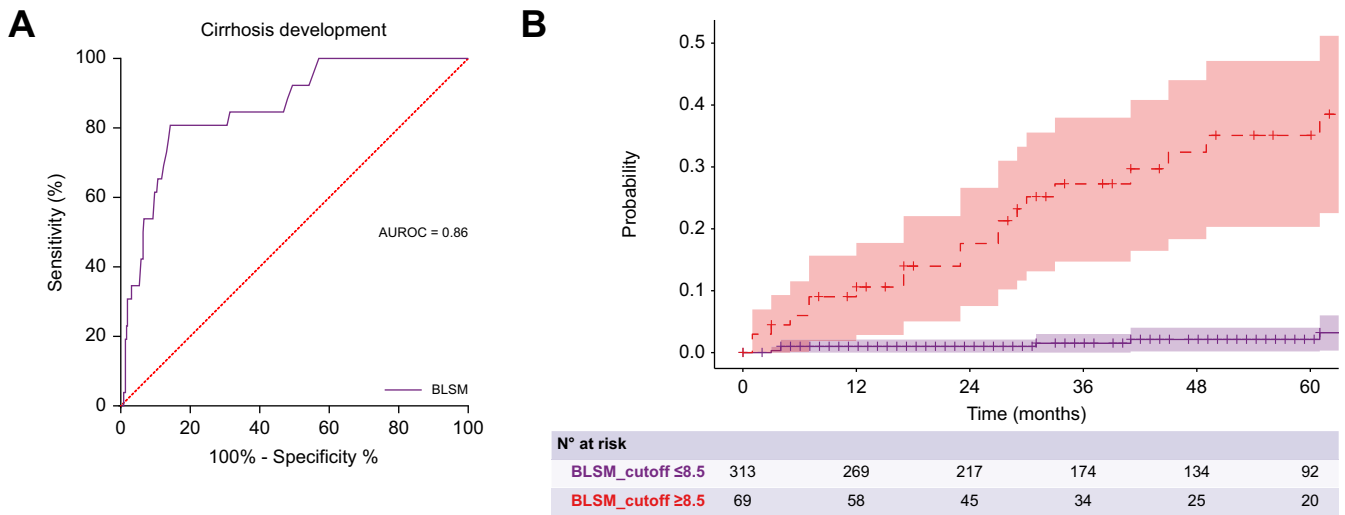 A
Cirrhosis development
100
80
60
40
20
0
Sensitivity (%)
AUROC = 0.86
BLSM
0 20 40 60 80 100
100% - Specificity %
B
0.5
0.4
0.3
0.2
0.1
0.0
Probability
0 12 24 36 48 60
Time (months)
N° at risk
BLSM_cutoff ≤8.5 313 269 217 174 134 92
BLSM_cutoff ≥8.5 69 58 45 34 25 20